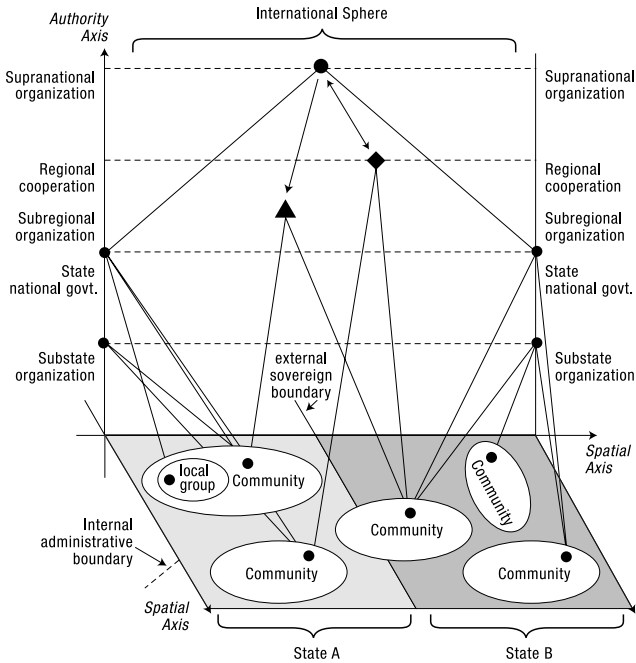 Authority
Axis
International Sphere
Supranational
organization
Supranational
organization
Regional
cooperation
Regional
cooperation
Subregional
organization
Subregional
organization
State
national govt.
State
national govt.
Substate
organization
external
sovereign
boundary
Substate
organization
Spatial
Axis
local
group
Community
Community
Community
Internal
administrative
boundary
Community
Community
Spatial
Axis
State A
State B